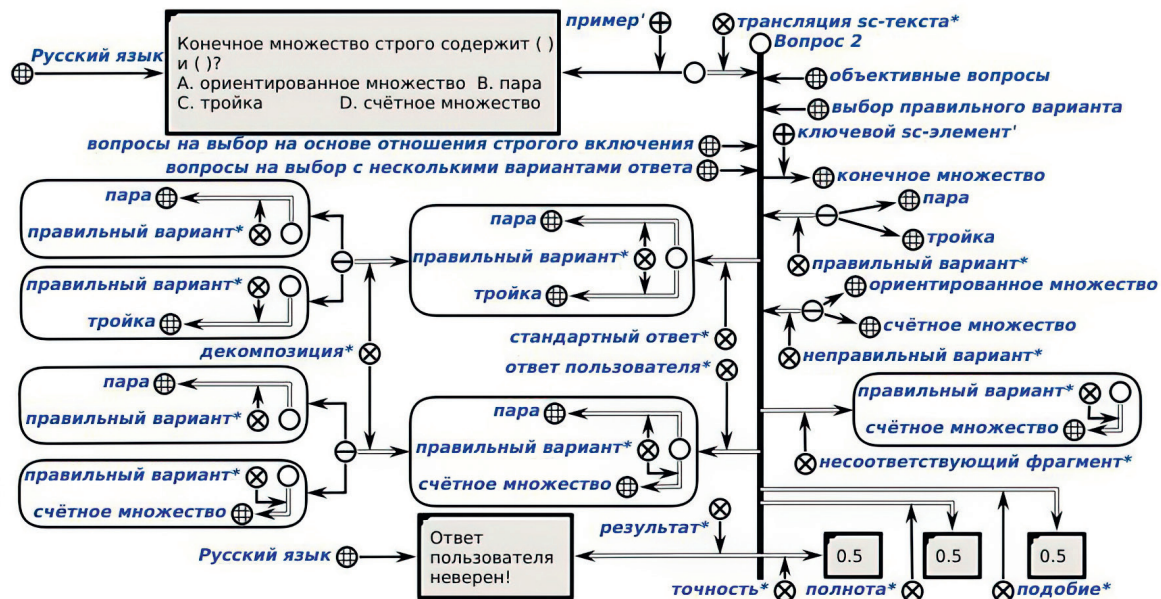 пример'
трансляция sc-текста*
Вопрос 2
Русский язык
Конечное множество строго содержит ( )
и ( )?
A. ориентированное множество B. пара
C. тройка D. счётное множество
объективные вопросы
выбор правильного варианта
ключевой sc-элемент'
вопросы на выбор на основе отношения строгого включения
вопросы на выбор с несколькими вариантами ответа
конечное множество
пара
правильный вариант*
правильный вариант*
тройка
пара
правильный вариант*
тройка
пара
тройка
правильный вариант*
ориентированное множество
счётное множество
неправильный вариант*
декомпозиция*
стандартный ответ*
ответ пользователя*
пара
правильный вариант*
правильный вариант*
счётное множество
пара
правильный вариант*
счётное множество
правильный вариант*
счётное множество
несоответствующий фрагмент*
Русский язык
Ответ
пользователя
неверен!
результат*
0.5
0.5
0.5
точность*
полнота*
подобие*